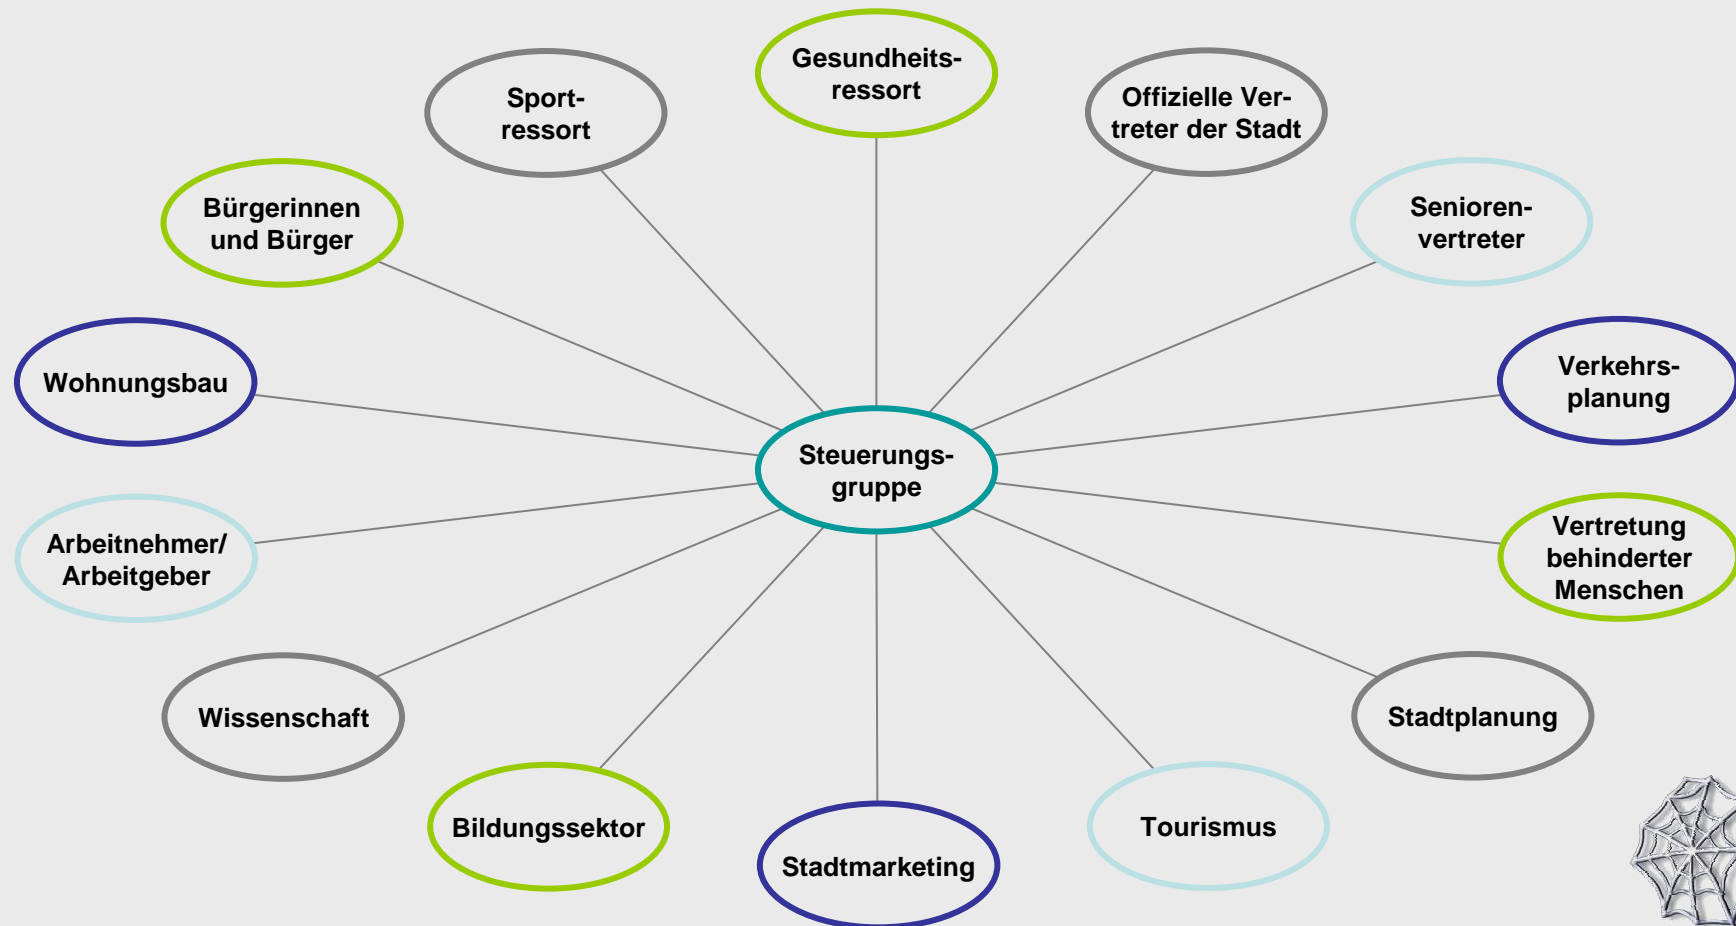 Gesundheits-
ressort
Sport-
ressort
Offizielle Ver-
treter der Stadt
Bürgerinnen
und Bürger
Senioren-
vertreter
Wohnungsbau
Verkehrs-
planung
Steuerungs-
gruppe
Arbeitnehmer/
Arbeitgeber
Vertretung
behinderter
Menschen
Wissenschaft
Stadtplanung
Bildungssektor
Tourismus
Stadtmarketing